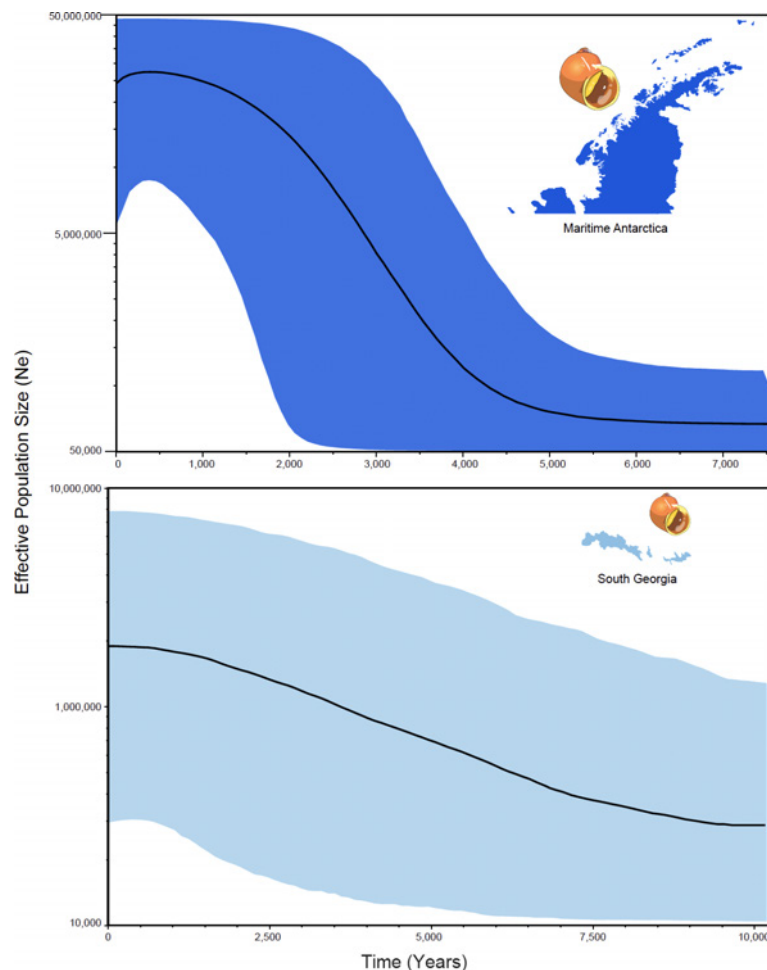 50,000,000
5,000,000
50,000
0 1,000 2,000 3,000 4,000 5,000 6,000 7,000
Maritime Antarctica
Effective Population Size (Ne)
10,000,000
1,000,000
10,000
0 2,500 5,000 7,500 10,000
South Georgia
Time (Years)